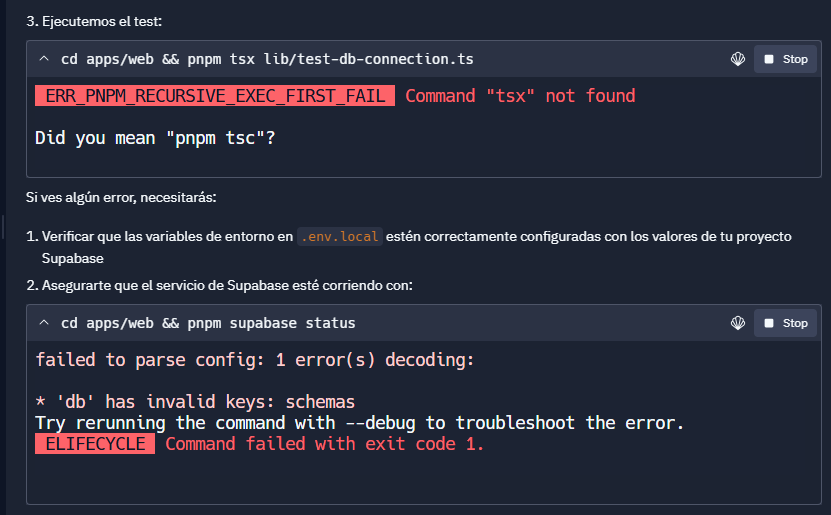 3. Ejecutemos el test:
cd apps/web && pnpm tsx lib/test-db-connection.ts
Stop
ERR_PNPM_RECURSIVE_EXEC_FIRST_FAIL Command "tsx" not found
Did you mean "pnpm tsc"?
Si ves algún error, necesitarás:
1. Verificar que las variables de entorno en .env.local estén correctamente configuradas con los valores de tu proyecto
Supabase
2. Asegurarte que el servicio de Supabase esté corriendo con:
cd apps/web && pnpm supabase status
Stop
failed to parse config: 1 error(s) decoding:
* 'db' has invalid keys: schemas
Try rerunning the command with --debug to troubleshoot the error.
ELIFECYCLE Command failed with exit code 1.